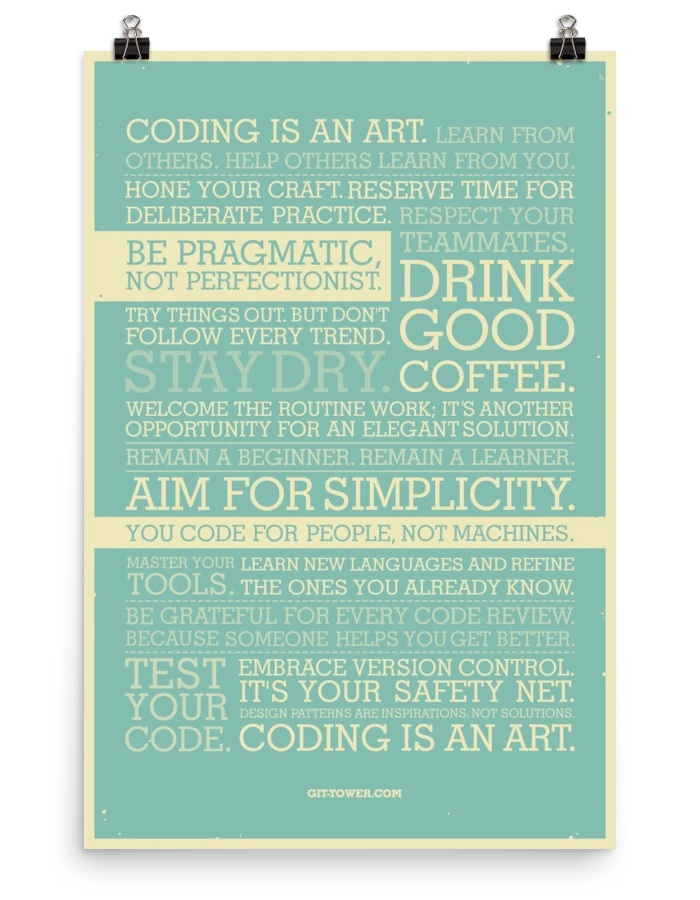 CODING IS AN ART. LEARN FROM
OTHERS. HELP OTHERS LEARN FROM YOU.
HONE YOUR CRAFT. RESERVE TIME FOR
DELIBERATE PRACTICE. RESPECT YOUR
TEAMMATES.
BE PRAGMATIC,
NOT PERFECTIONIST.
DRINK
GOOD
COFFEE.
TRY THINGS OUT. BUT DON'T
FOLLOW EVERY TREND.
STAY DRY.
WELCOME THE ROUTINE WORK; IT'S ANOTHER
OPPORTUNITY FOR AN ELEGANT SOLUTION.
REMAIN A BEGINNER. REMAIN A LEARNER.
AIM FOR SIMPLICITY.
YOU CODE FOR PEOPLE, NOT MACHINES.
MASTER YOUR
TOOLS.
LEARN NEW LANGUAGES AND REFINE
THE ONES YOU ALREADY KNOW.
BE GRATEFUL FOR EVERY CODE REVIEW.
BECAUSE SOMEONE HELPS YOU GET BETTER.
TEST
YOUR
CODE.
EMBRACE VERSION CONTROL.
IT'S YOUR SAFETY NET.
DESIGN PATTERNS ARE INSPIRATIONS. NOT SOLUTIONS.
CODING IS AN ART.
GIT-TOWER.COM